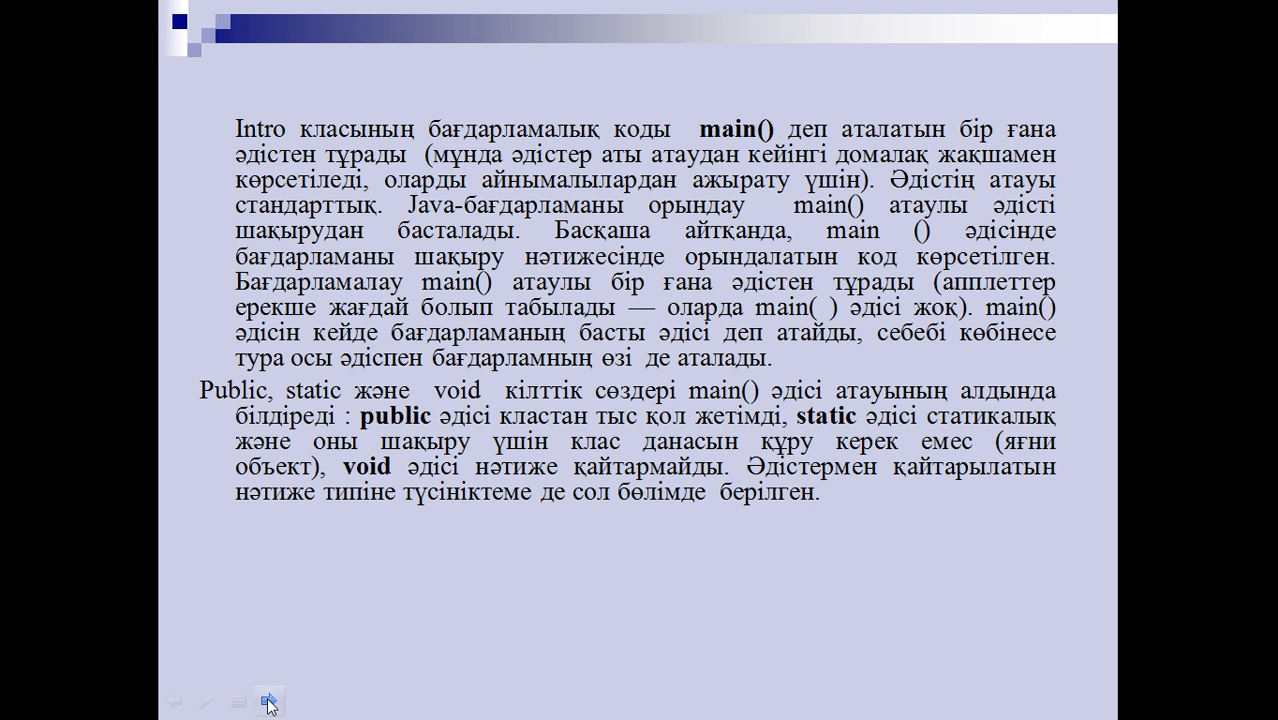 Intro класының бағдарламалық коды main() деп аталатын бір ғана
әдістен тұрады (мұнда әдістер аты атаудан кейінгі домалақ жақшамен
көрсетіледі, оларды айнымалылардан ажырату үшін). Әдістің атауы
стандарттық. Java-бағдарламаны орындау main() атаулы әдісті
шақырудан басталады. Басқаша айтқанда, main () әдісінде
бағдарламаны шақыру нәтижесінде орындалатын код көрсетілген.
Бағдарламалау main() атаулы бір ғана әдістен тұрады (апплеттер
ерекше жағдай болып табылады — оларда main( ) әдісі жоқ). main()
әдісін кейде бағдарламаның басты әдісі деп атайды, себебі көбінесе
тура осы әдіспен бағдарламның өзі де аталады.
Public, static және void кілттік сөздері main() әдісі атауының алдында
білдіреді : public әдісі кластан тыс қол жетімді, static әдісі статикалық
және оны шақыру үшін клас данасын құру керек емес (яғни
объект), void әдісі нәтиже қайтармайды. Әдістермен қайтарылатын
нәтиже типіне түсініктеме де сол бөлімде берілген.